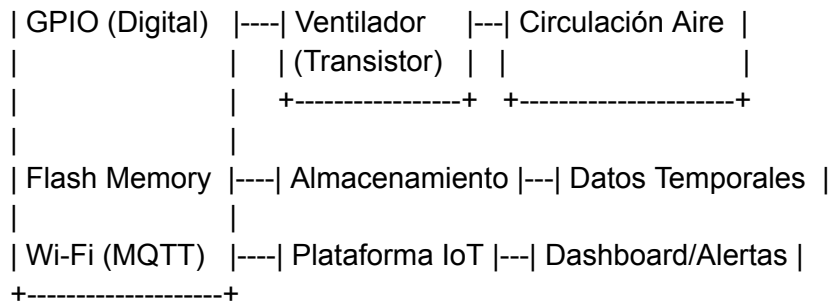 | GPIO (Digital) |----| Ventilador |---| Circulación Aire |
| | | (Transistor) | | | |
| | +-----------------+ +----------------------+
| |
| Flash Memory |----| Almacenamiento |---| Datos Temporales |
| |
| Wi-Fi (MQTT) |----| Plataforma IoT |---| Dashboard/Alertas |
+--------------------+